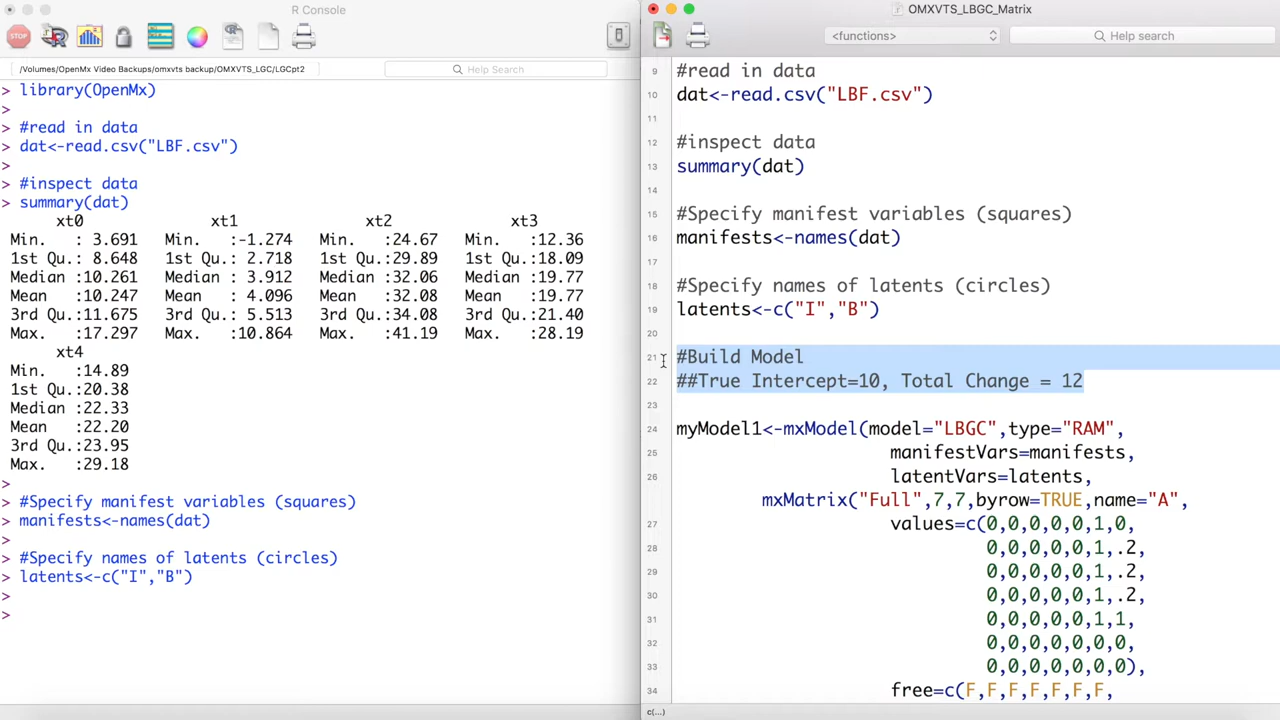 R Console
STOP
/Volumes/OpenMx Video Backups/omxvts backup/OMXVTS_LGC/LGCpt2
Help Search
> library(OpenMx)
>
> #read in data
> dat<-read.csv("LBF.csv")
>
> #inspect data
> summary(dat)
xt0 xt1 xt2 xt3
Min. : 3.691 Min. :-1.274 Min. :24.67 Min. :12.36
1st Qu.: 8.648 1st Qu.: 2.718 1st Qu.:29.89 1st Qu.:18.09
Median :10.261 Median : 3.912 Median :32.06 Median :19.77
Mean :10.247 Mean : 4.096 Mean :32.08 Mean :19.77
3rd Qu.:11.675 3rd Qu.: 5.513 3rd Qu.:34.08 3rd Qu.:21.40
Max. :17.297 Max. :10.864 Max. :41.19 Max. :28.19
xt4
Min. :14.89
1st Qu.:20.38
Median :22.33
Mean :22.20
3rd Qu.:23.95
Max. :29.18
>
> #Specify manifest variables (squares)
> manifests<-names(dat)
>
> #Specify names of latents (circles)
> latents<-c("I","B")
>
>
OMXVTS_LBGC_Matrix
<functions>
Help search
9 #read in data
10 dat<-read.csv("LBF.csv")
11
12 #inspect data
13 summary(dat)
14
15 #Specify manifest variables (squares)
16 manifests<-names(dat)
17
18 #Specify names of latents (circles)
19 latents<-c("I","B")
20
21 #Build Model
22 ##True Intercept=10, Total Change = 12
23
24 myModel1<-mxModel(model="LBGC",type="RAM",
25 manifestVars=manifests,
26 latentVars=latents,
mxMatrix("Full",7,7,byrow=TRUE,name="A",
27 values=c(0,0,0,0,0,1,0,
28 0,0,0,0,0,1,.2,
29 0,0,0,0,0,1,.2,
30 0,0,0,0,0,1,.2,
31 0,0,0,0,0,1,1,
32 0,0,0,0,0,0,0,
33 0,0,0,0,0,0,0),
34 free=c(F,F,F,F,F,F,F,
c(...)